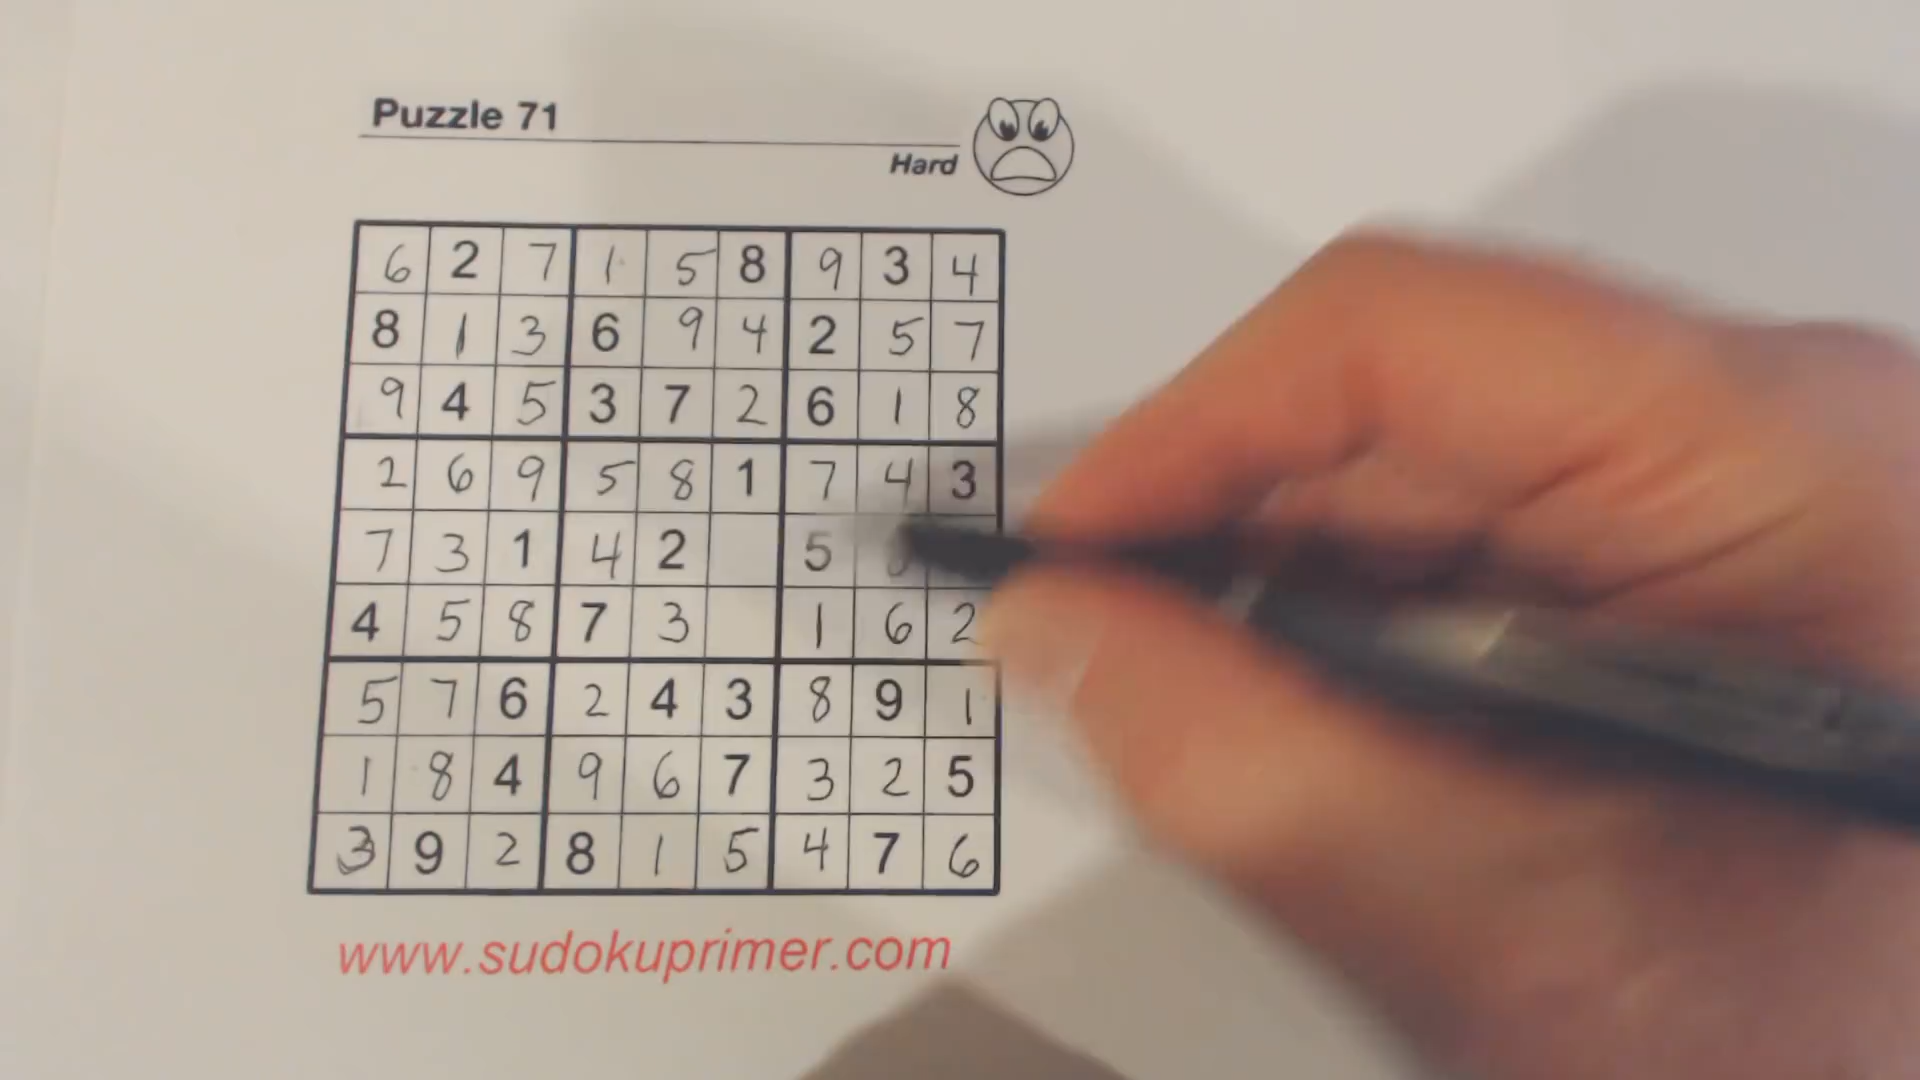 Puzzle 71
Hard
6 2 7 1 5 8 9 3 4
8 1 3 6 9 4 2 5 7
9 4 5 3 7 2 6 1 8
2 6 9 5 8 1 7 4 3
7 3 1 4 2 5
4 5 8 7 3 1 6 2
5 7 6 2 4 3 8 9 1
1 8 4 9 6 7 3 2 5
3 9 2 8 1 5 4 7 6
www.sudokuprimer.com